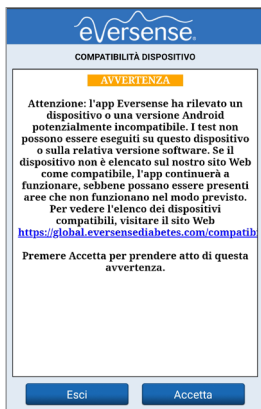 eversense.
COMPATIBILITÀ DISPOSITIVO
AVVERTENZA
Attenzione: l'app Eversense ha rilevato un
dispositivo o una versione Android
potenzialmente incompatibile. I test non
possono essere eseguiti su questo dispositivo
o sulla relativa versione software. Se il
dispositivo non è elencato sul nostro sito Web
come compatibile, l'app continuerà a
funzionare, sebbene possano essere presenti
aree che non funzionano nel modo previsto.
Per vedere l'elenco dei dispositivi
compatibili, visitare il sito Web
https://global.eversensediabetes.com/compatib
Premere Accetta per prendere atto di questa
avvertenza.
Esci
Accetta